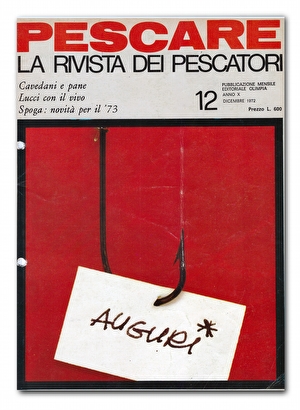 PESCARE
LA RIVISTA DEI PESCATORI
Cavedani e pane
Lucci con il vivo
Spoga: novità per il '73
12
PUBBLICAZIONE MENSILE
EDITORIALE OLIMPIA
ANNO X
DICEMBRE 1972
Prezzo L. 600
AUGURI*